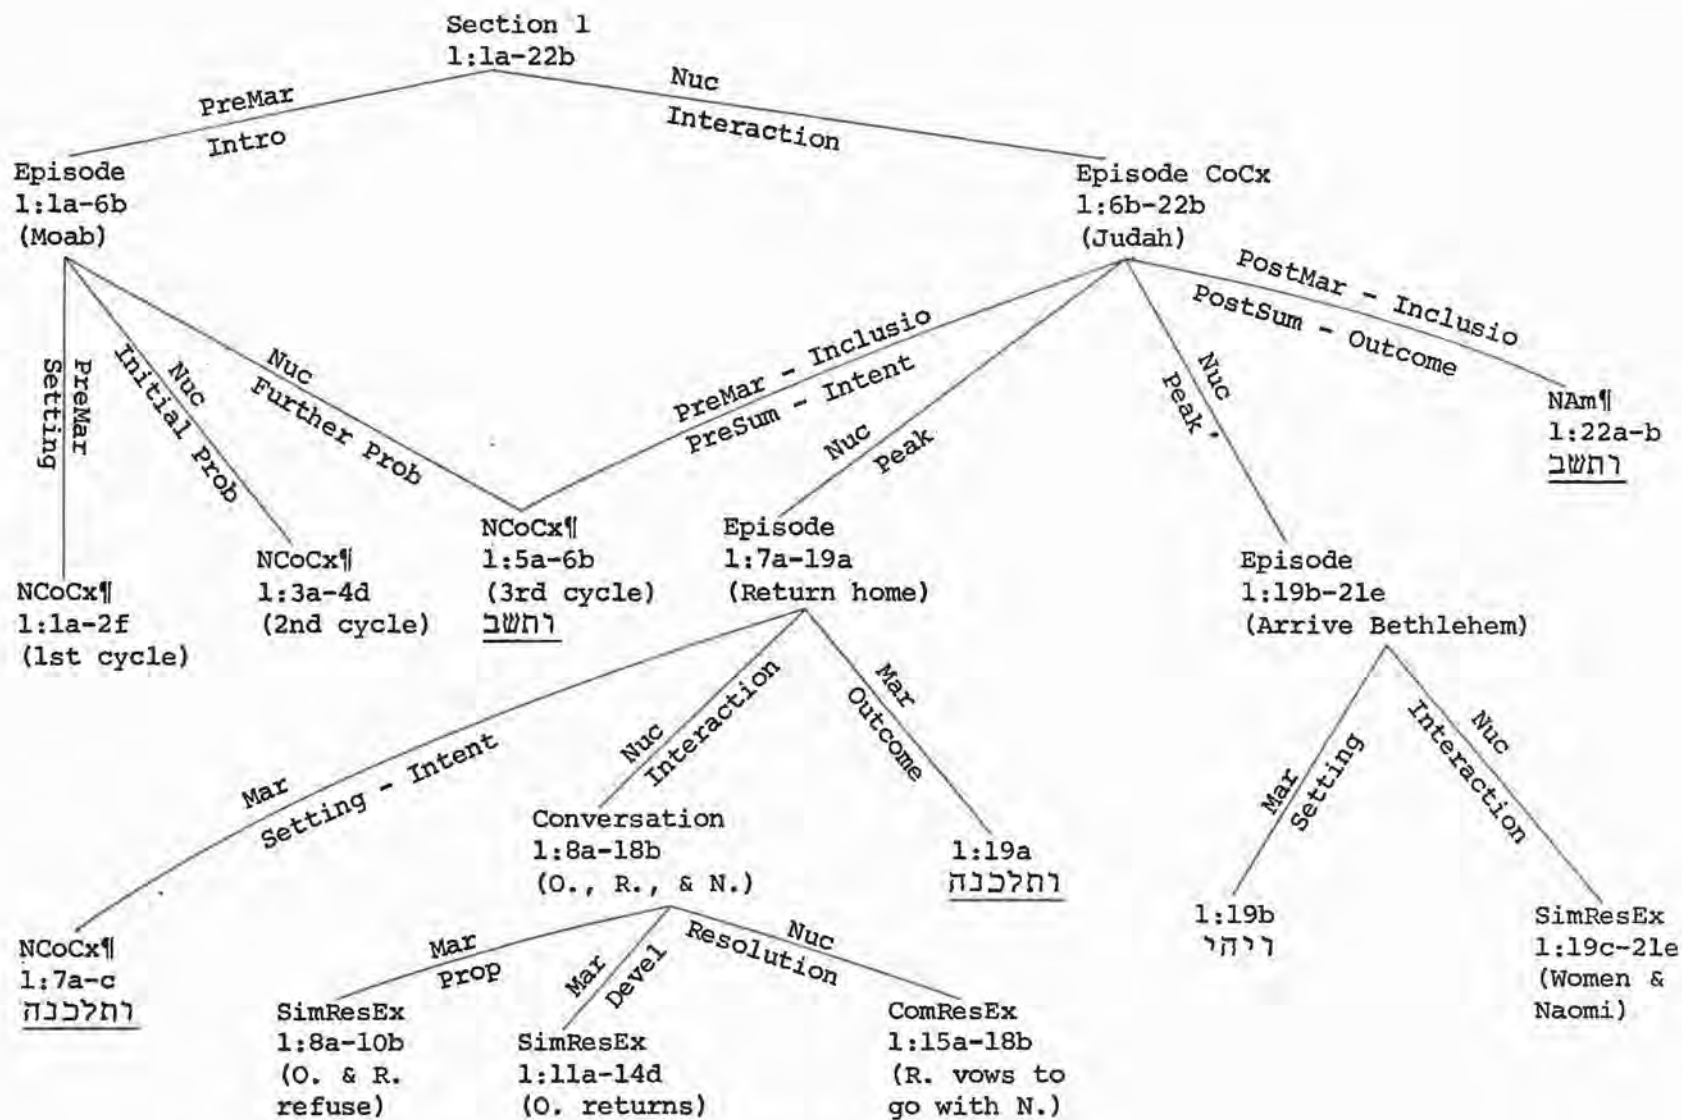 Section 1
1:1a-22b
PreMar
Intro
Nuc
Interaction
Episode
1:1a-6b
(Moab)
Episode CoCx
1:6b-22b
(Judah)
PreMar
Setting
Nuc
Initial Prob
Nuc
Further Prob
PreMar - Inclusio
PreSum - Intent
Nuc
Peak
Nuc
Peak'
PostMar - Inclusio
PostSum - Outcome
NCoCx¶
1:1a-2f
(1st cycle)
NCoCx¶
1:3a-4d
(2nd cycle)
NCoCx¶
1:5a-6b
(3rd cycle)
ותשב
Episode
1:7a-19a
(Return home)
Episode
1:19b-21e
(Arrive Bethlehem)
NAm¶
1:22a-b
ותשב
Mar
Setting - Intent
Nuc
Interaction
Mar
Outcome
Mar
Setting
Nuc
Interaction
NCoCx¶
1:7a-c
ותלכנה
Conversation
1:8a-18b
(O., R., & N.)
1:19a
ותלכנה
1:19b
ויהי
SimResEx
1:19c-21e
(Women &
Naomi)
Mar
Prop
Mar
Devel
Nuc
Resolution
SimResEx
1:8a-10b
(O. & R.
refuse)
SimResEx
1:11a-14d
(O. returns)
ComResEx
1:15a-18b
(R. vows to
go with N.)